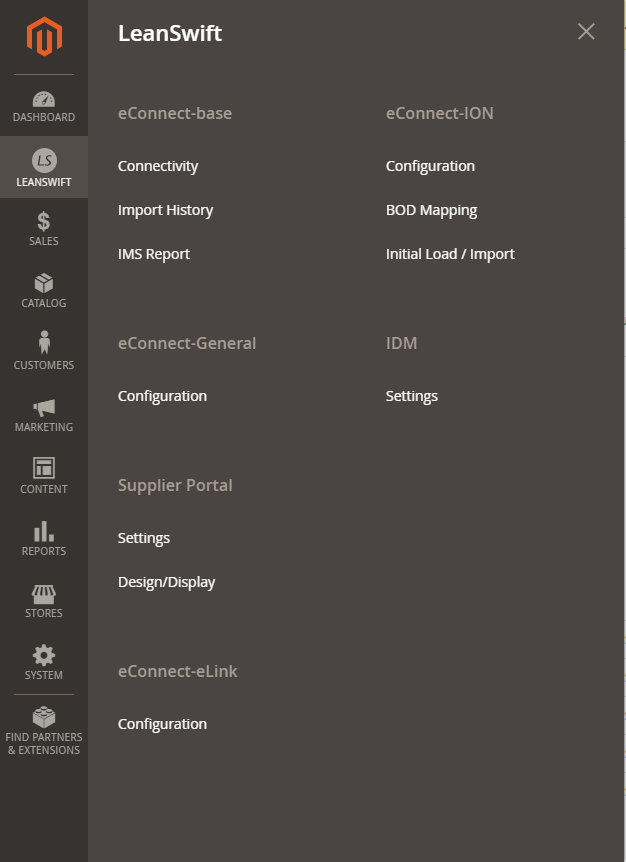 LeanSwift
DASHBOARD
LS
LEANSWIFT
SALES
CATALOG
CUSTOMERS
MARKETING
CONTENT
REPORTS
STORES
SYSTEM
FIND PARTNERS
& EXTENSIONS
eConnect-base
Connectivity
Import History
IMS Report
eConnect-ION
Configuration
BOD Mapping
Initial Load / Import
eConnect-General
Configuration
IDM
Settings
Supplier Portal
Settings
Design/Display
eConnect-eLink
Configuration